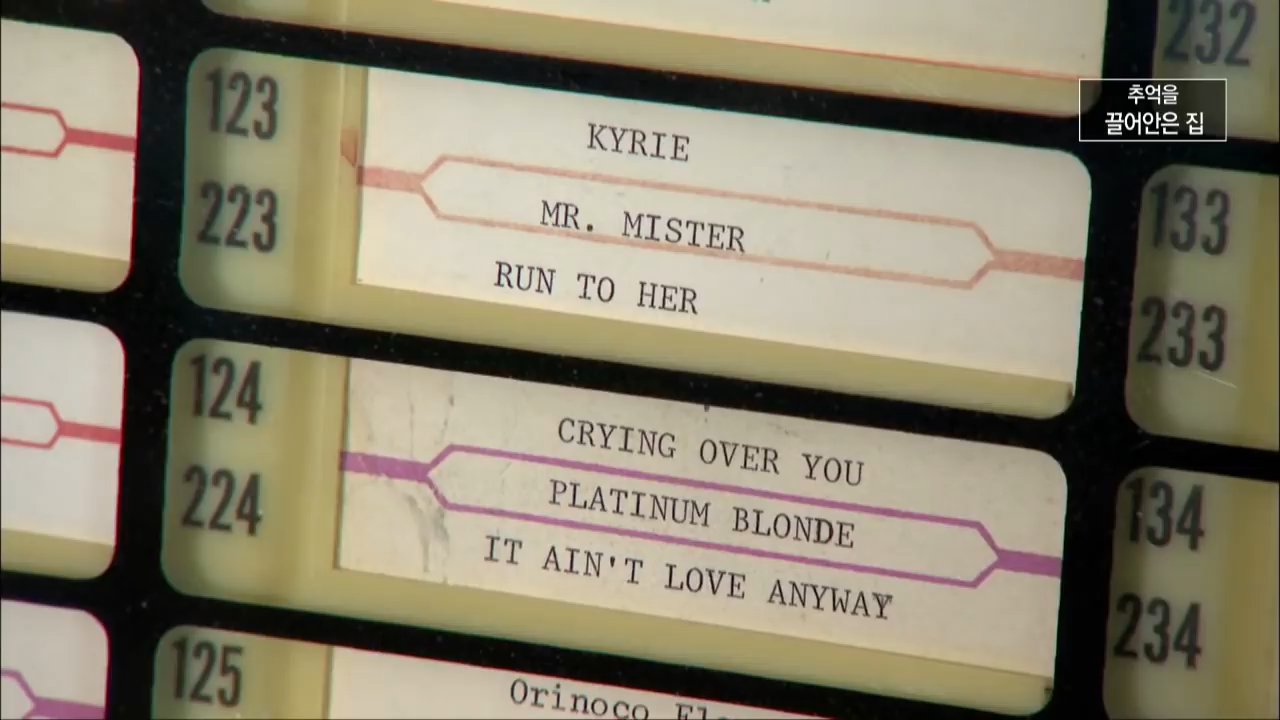 232
추억을
끌어안은 집
123
223
KYRIE
MR. MISTER
RUN TO HER
133
233
124
224
CRYING OVER YOU
PLATINUM BLONDE
IT AIN'T LOVE ANYWAY
134
234
125
Orinoco